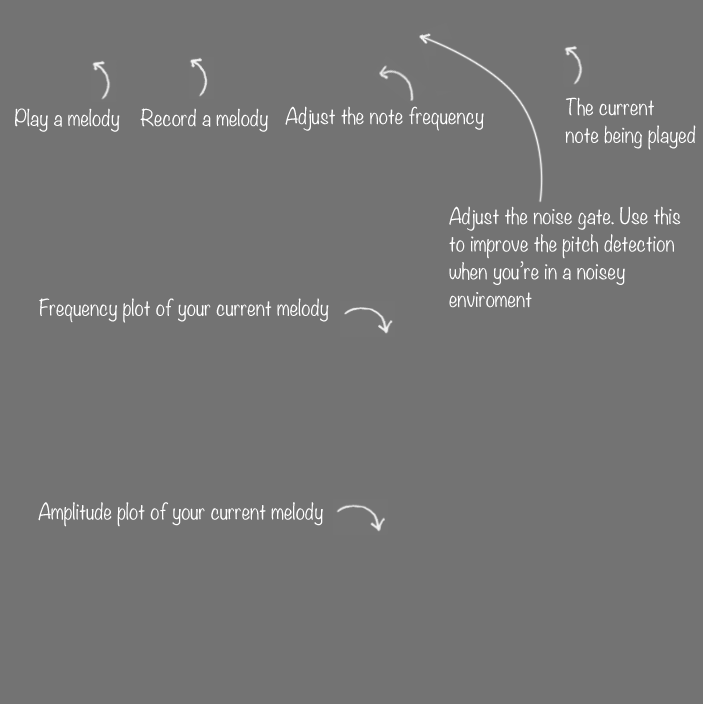 Play a melody
Record a melody
Adjust the note frequency
The current
note being played
Adjust the noise gate. Use this
to improve the pitch detection
when you're in a noisey
enviroment
Frequency plot of your current melody
Amplitude plot of your current melody